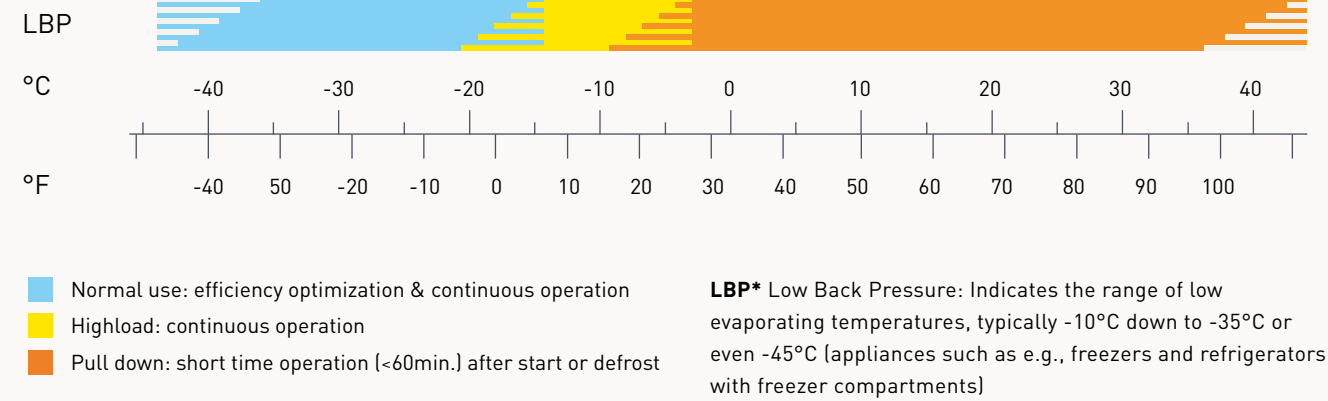 LBP
°C -40 -30 -20 -10 0 10 20 30 40
°F -40 50 -20 -10 0 10 20 30 40 50 60 70 80 90 100
Normal use: efficiency optimization & continuous operation
Highload: continuous operation
Pull down: short time operation (<60min.) after start or defrost
LBP* Low Back Pressure: Indicates the range of low
evaporating temperatures, typically -10°C down to -35°C or
even -45°C (appliances such as e.g., freezers and refrigerators
with freezer compartments)